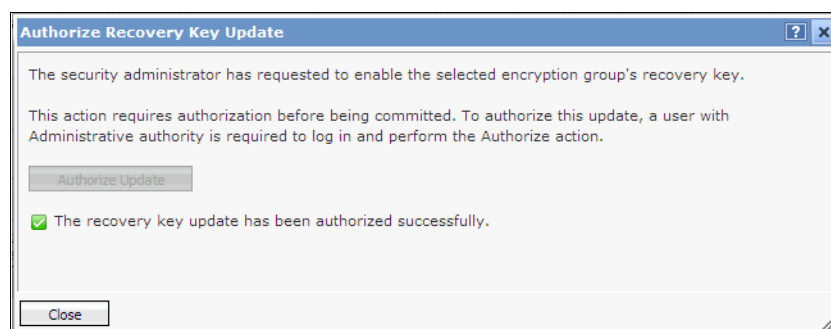 Authorize Recovery Key Update
?
x
The security administrator has requested to enable the selected encryption group's recovery key.
This action requires authorization before being committed. To authorize this update, a user with
Administrative authority is required to log in and perform the Authorize action.
Authorize Update
The recovery key update has been authorized successfully.
Close